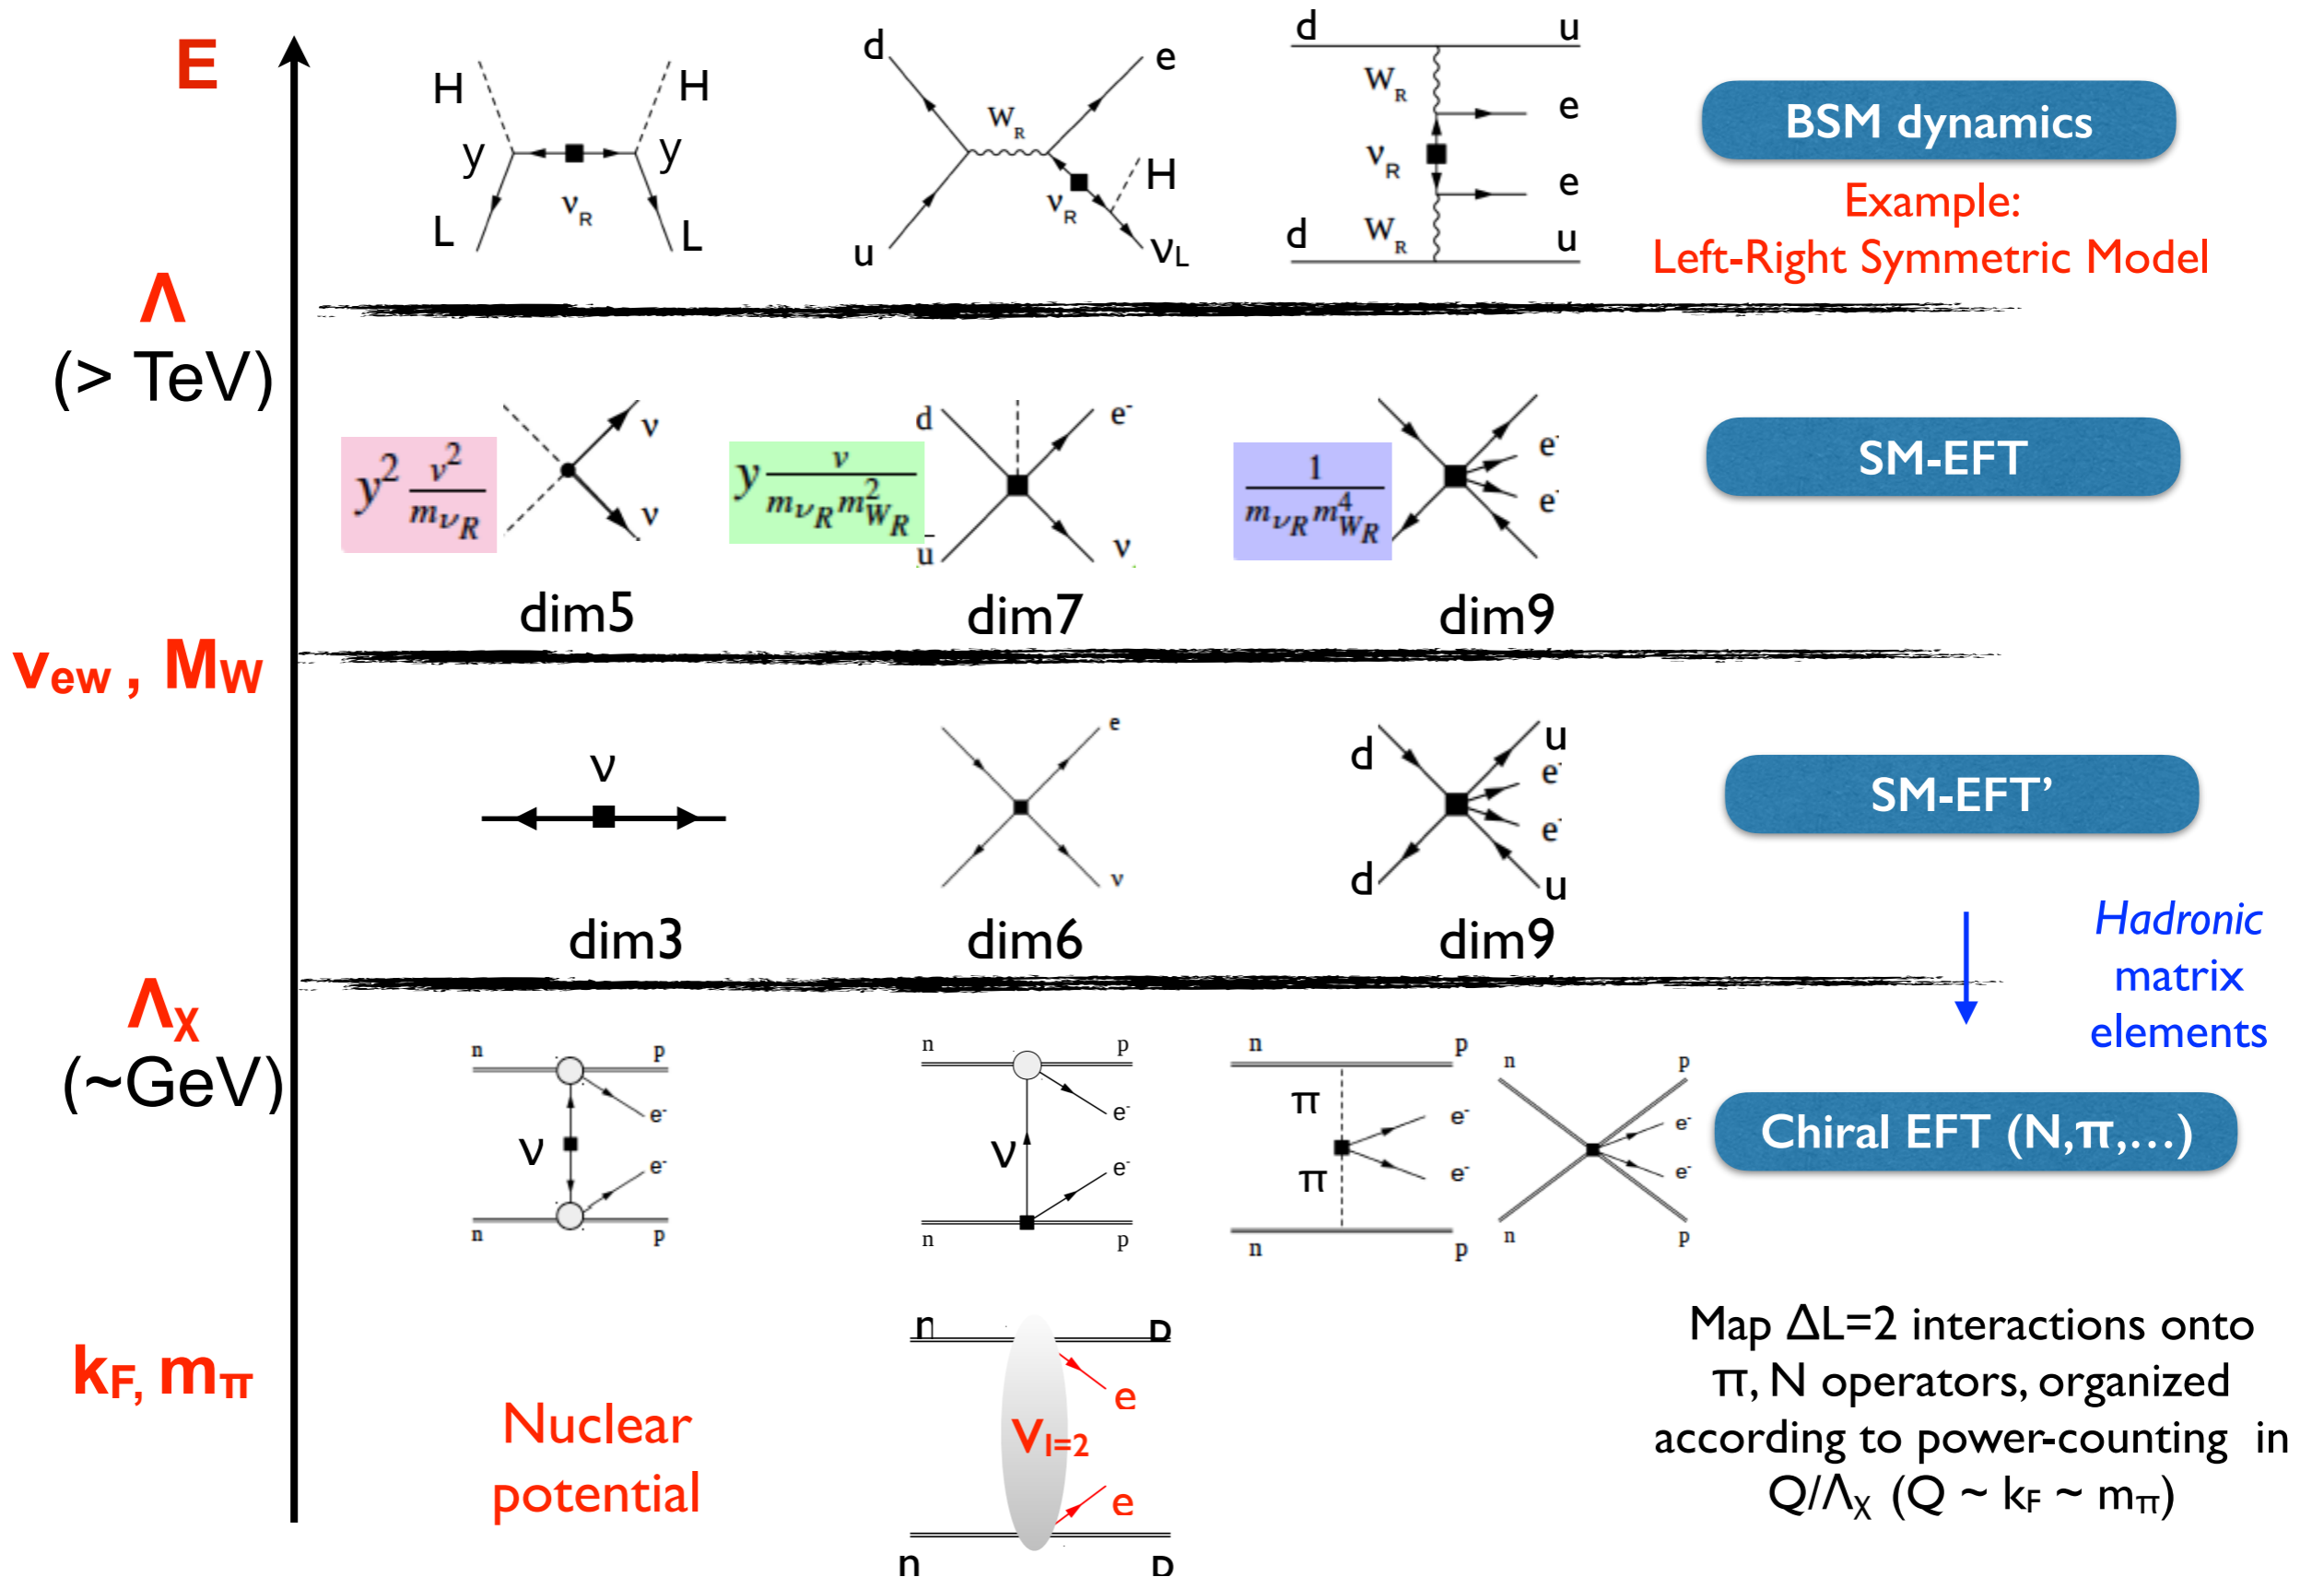 E
H
H
y
y
L
L
ν_R
d
u
W_R
e
H
ν_R
ν_L
d
u
W_R
e
ν_R
e
W_R
d
u
BSM dynamics
Example:
Left-Right Symmetric Model
Λ
(> TeV)
y² v²/m_νR
ν
ν
dim5
y v/(m_νR m²_WR)
d
e⁻
ū
ν
dim7
1/(m_νR m⁴_WR)
e⁻
e⁻
dim9
SM-EFT
v_ew , M_W
ν
dim3
e
ν
dim6
d
u
e⁻
e⁻
d
u
dim9
SM-EFT’
Hadronic
matrix
elements
Λ_χ
(~GeV)
n
p
e⁻
ν
e⁻
n
p
n
p
e⁻
ν
e⁻
n
p
n
p
π
e⁻
π
e⁻
n
p
n
p
e⁻
e⁻
n
p
Chiral EFT (N,π,…)
k_F, m_π
Nuclear
potential
n
p
e
V_I=2
e
n
p
Map ΔL=2 interactions onto
π, N operators, organized
according to power-counting in
Q/Λ_χ (Q ~ k_F ~ m_π)